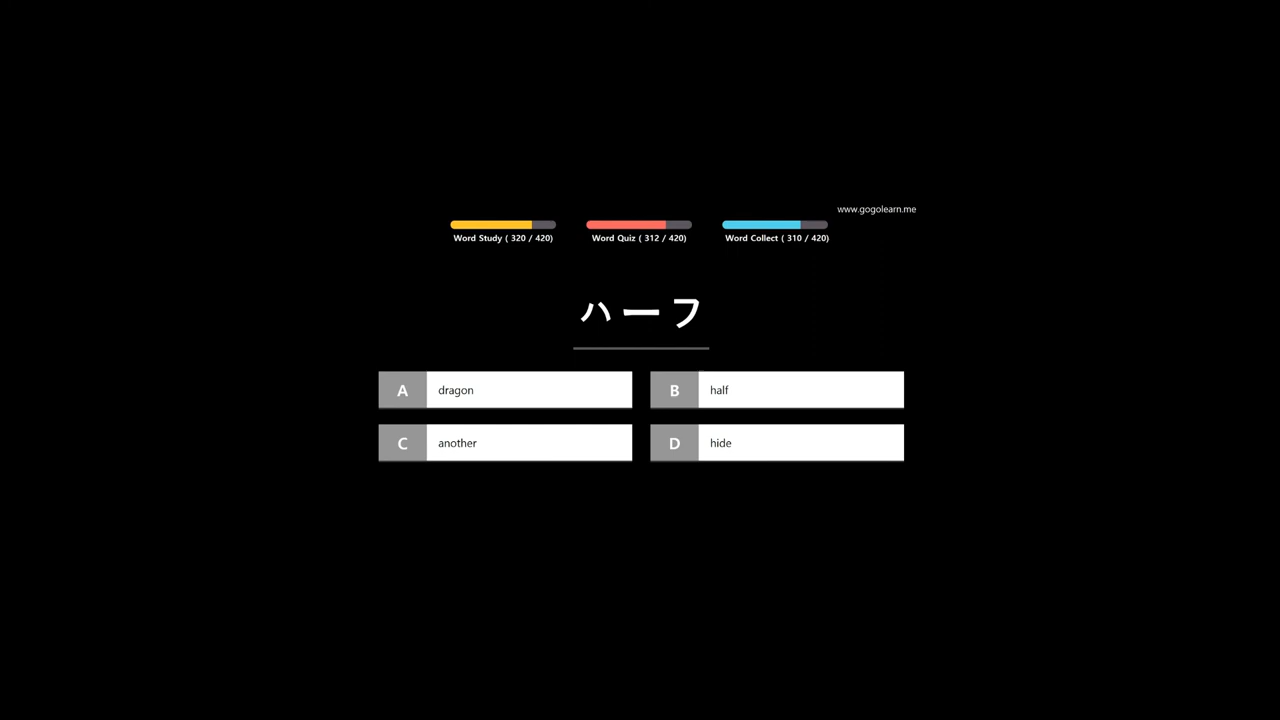 www.gogolearn.me
Word Study ( 320 / 420)
Word Quiz ( 312 / 420)
Word Collect ( 310 / 420)
ハーフ
A dragon
B half
C another
D hide